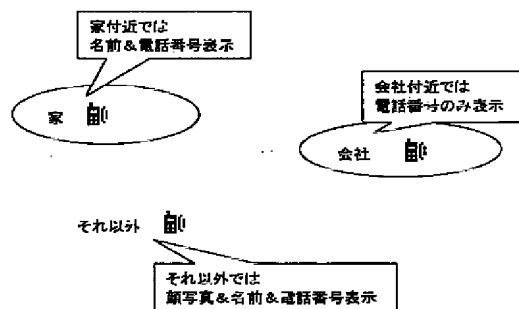 家付近では
名前&電話番号表示
家
会社付近では
電話番号のみ表示
会社
それ以外
それ以外では
顔写真&名前&電話番号表示